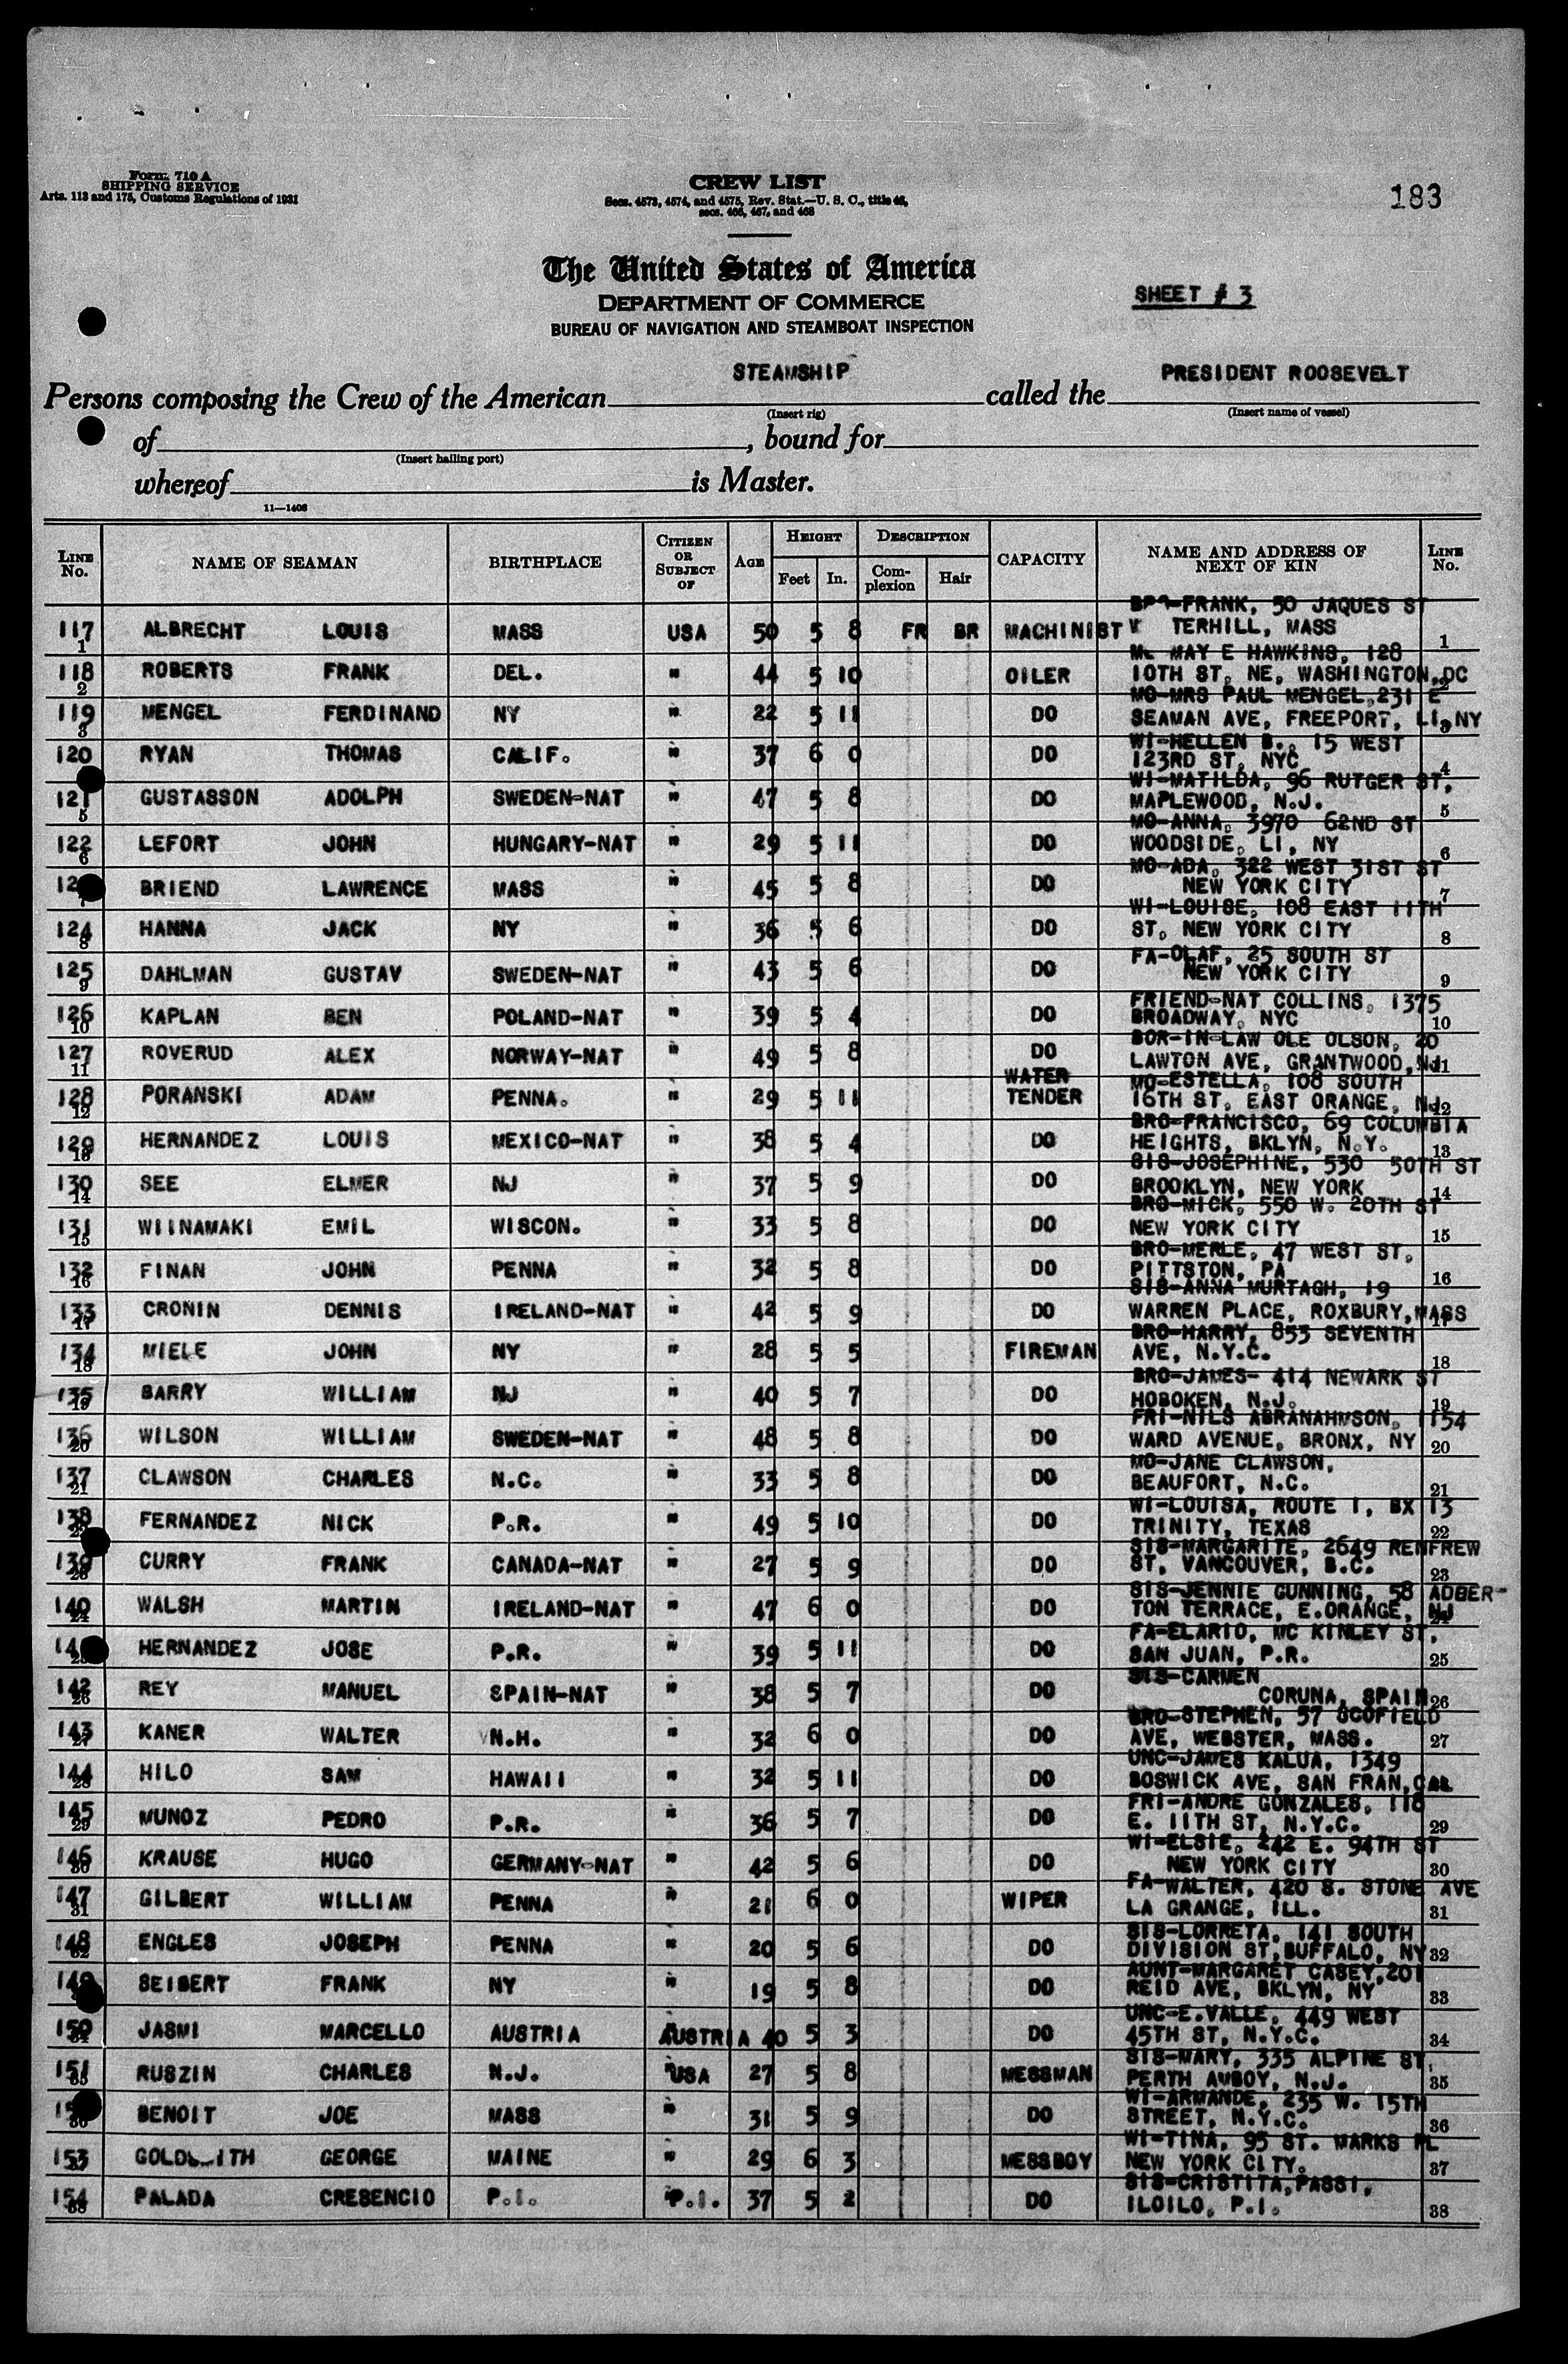 Form 710 A
SHIPPING SERVICE
Arts. 113 and 175, Customs Regulations of 1931
CREW LIST
Secs. 4573, 4574, and 4575, Rev. Stat.—U. S. C., title 46,
secs. 466, 467, and 468
183
The United States of America
DEPARTMENT OF COMMERCE
BUREAU OF NAVIGATION AND STEAMBOAT INSPECTION
SHEET # 3
STEAMSHIP PRESIDENT ROOSEVELT
Persons composing the Crew of the American called the
(Insert rig) (Insert name of vessel)
of , bound for
(Insert hailing port)
whereof is Master.
11—1406
LINE No. NAME OF SEAMAN BIRTHPLACE CITIZEN OR SUBJECT OF AGE HEIGHT Feet In. DESCRIPTION Complexion Hair CAPACITY NAME AND ADDRESS OF NEXT OF KIN LINE No.
BRO-FRANK, 50 JAQUES ST
117 1 ALBRECHT LOUIS MASS USA 50 5 8 FR BR MACHINIST TERHILL, MASS 1
MAY E HAWKINS, 128
118 2 ROBERTS FRANK DEL. " 44 5 10 OILER 10TH ST, NE, WASHINGTON, DC 2
MO-MRS PAUL MENGEL, 231 E
119 3 MENGEL FERDINAND NY " 22 5 11 DO SEAMAN AVE, FREEPORT, LI, NY 3
WI-HELLEN B., 15 WEST
120 RYAN THOMAS CALIF. " 37 6 0 DO 123RD ST, NYC 4
WI-MATILDA, 96 RUTGER ST,
121 5 GUSTASSON ADOLPH SWEDEN-NAT " 47 5 8 DO MAPLEWOOD, N.J. 5
MO-ANNA, 3970 62ND ST
122 6 LEFORT JOHN HUNGARY-NAT " 29 5 11 DO WOODSIDE, LI, NY 6
MO-ADA, 322 WEST 31ST ST
BRIEND LAWRENCE MASS " 45 5 8 DO NEW YORK CITY 7
WI-LOUISE, 108 EAST 11TH
124 8 HANNA JACK NY " 36 5 6 DO ST, NEW YORK CITY 8
FA-OLAF, 25 SOUTH ST
125 9 DAHLMAN GUSTAV SWEDEN-NAT " 43 5 6 DO NEW YORK CITY 9
FRIEND-NAT COLLINS, 1375
126 10 KAPLAN BEN POLAND-NAT " 39 5 4 DO BROADWAY, NYC 10
BOR-IN-LAW OLE OLSON, 20
127 11 ROVERUD ALEX NORWAY-NAT " 49 5 8 DO LAWTON AVE, GRANTWOOD, NJ 11
MO-ESTELLA, 108 SOUTH
128 12 PORANSKI ADAM PENNA. " 29 5 11 WATER TENDER 16TH ST, EAST ORANGE, NJ 12
BRO-FRANCISCO, 69 COLUMBIA
129 13 HERNANDEZ LOUIS MEXICO-NAT " 38 5 4 DO HEIGHTS, BKLYN, N.Y. 13
SIS-JOSEPHINE, 530 50TH ST
130 14 SEE ELMER NJ " 37 5 9 DO BROOKLYN, NEW YORK 14
BRO-MICK, 550 W. 20TH ST
131 15 WIINAMAKI EMIL WISCON. " 33 5 8 DO NEW YORK CITY 15
BRO-MERLE, 47 WEST ST,
132 16 FINAN JOHN PENNA " 32 5 8 DO PITTSTON, PA 16
SIS-ANNA MURTAGH, 19
133 17 CRONIN DENNIS IRELAND-NAT " 42 5 9 DO WARREN PLACE, ROXBURY, MASS 17
BRO-HARRY, 853 SEVENTH
134 18 MIELE JOHN NY " 28 5 5 FIREMAN AVE, N.Y.C. 18
BRO-JAMES- 414 NEWARK ST
135 19 BARRY WILLIAM NJ " 40 5 7 DO HOBOKEN, N.J. 19
FRI-NILS ABRANAHMSON, 1154
136 20 WILSON WILLIAM SWEDEN-NAT " 48 5 8 DO WARD AVENUE, BRONX, NY 20
MO-JANE CLAWSON,
137 21 CLAWSON CHARLES N.C. " 33 5 8 DO BEAUFORT, N.C. 21
WI-LOUISA, ROUTE 1, BX 13
138 FERNANDEZ NICK P.R. " 49 5 10 DO TRINITY, TEXAS 22
SIS-MARGARITE, 2649 RENFREW
139 23 CURRY FRANK CANADA-NAT " 27 5 9 DO ST, VANCOUVER, B.C. 23
SIS-JENNIE GUNNING, 58 ADBER-
140 24 WALSH MARTIN IRELAND-NAT " 47 6 0 DO TON TERRACE, E.ORANGE, NJ 24
FA-ELARIO, MC KINLEY ST,
HERNANDEZ JOSE P.R. " 39 5 11 DO SAN JUAN, P.R. 25
SIS-CARMEN
142 26 REY MANUEL SPAIN-NAT " 38 5 7 DO CORUNA, SPAIN 26
BRO-STEPHEN, 57 SCOFIELD
143 27 KANER WALTER N.H. " 32 6 0 DO AVE, WEBSTER, MASS. 27
UNC-JAMES KALUA, 1349
144 28 HILO SAM HAWAII " 32 5 11 DO BOSWICK AVE, SAN FRAN, CAL
FRI-ANDRE GONZALES, 118
145 29 MUNOZ PEDRO P.R. " 36 5 7 DO E. 11TH ST, N.Y.C. 29
WI-ELSIE, 242 E. 94TH ST
146 30 KRAUSE HUGO GERMANY-NAT " 42 5 6 DO NEW YORK CITY 30
FA-WALTER, 420 S. STONE AVE
147 31 GILBERT WILLIAM PENNA " 21 6 0 WIPER LA GRANGE, ILL. 31
SIS-LORRETA, 141 SOUTH
148 32 ENGLES JOSEPH PENNA " 20 5 6 DO DIVISION ST, BUFFALO, NY 32
AUNT-MARGARET CASEY, 201
149 SEIBERT FRANK NY " 19 5 8 DO REID AVE, BKLYN, NY 33
UNC-E.VALLE, 449 WEST
150 34 JASMI MARCELLO AUSTRIA AUSTRIA 40 5 3 DO 45TH ST, N.Y.C. 34
SIS-MARY, 335 ALPINE ST,
151 35 RUSZIN CHARLES N.J. "USA 27 5 8 MESSMAN PERTH AMBOY, N.J. 35
WI-ARMANDE, 235 W. 15TH
BENOIT JOE MASS " 31 5 9 DO STREET, N.Y.C. 36
WI-TINA, 95 ST. MARKS PL
153 37 GEORGE MAINE " 29 6 3 MESSBOY NEW YORK CITY. 37
SIS-CRISTITA, PASSI,
154 38 PALADA CRESENCIO P.I. P.I. 37 5 2 DO ILOILO, P.I. 38